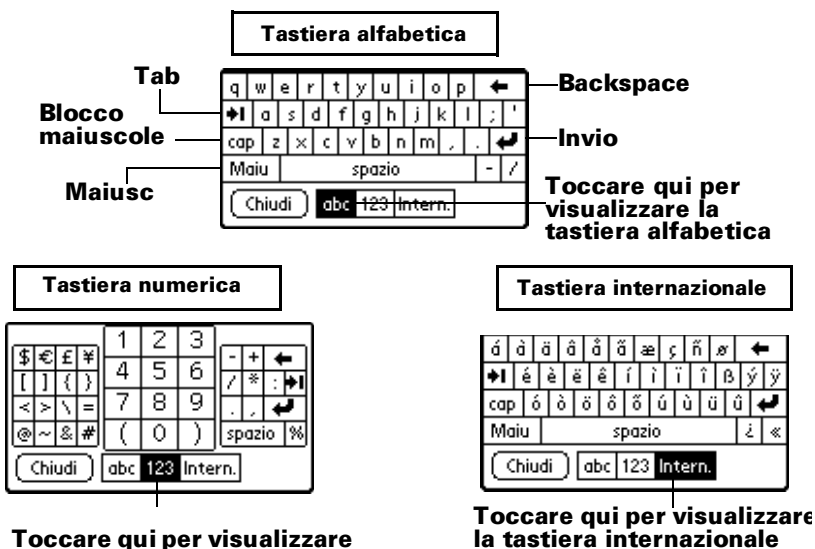 Tastiera alfabetica
Tab
Backspace
Blocco
maiuscole
Invio
Maiusc
Toccare qui per
visualizzare la
tastiera alfabetica
q w e r t y u i o p
a s d f g h j k l ; '
cap z x c v b n m , .
Maiu spazio - /
Chiudi abc 123 Intern.
Tastiera numerica
$ € £ ¥ 1 2 3 - +
[ ] { } 4 5 6 / * :
< > \ = 7 8 9 . ,
@ ~ & # ( 0 ) spazio %
Chiudi abc 123 Intern.
Toccare qui per visualizzare
Tastiera internazionale
á à ä â å ã æ ç ñ ø
é è ë ê í ì ï î ß ý ÿ
cap ó ò ö ô õ ú ù ü û
Maiu spazio ¿ «
Chiudi abc 123 Intern.
Toccare qui per visualizzare
la tastiera internazionale